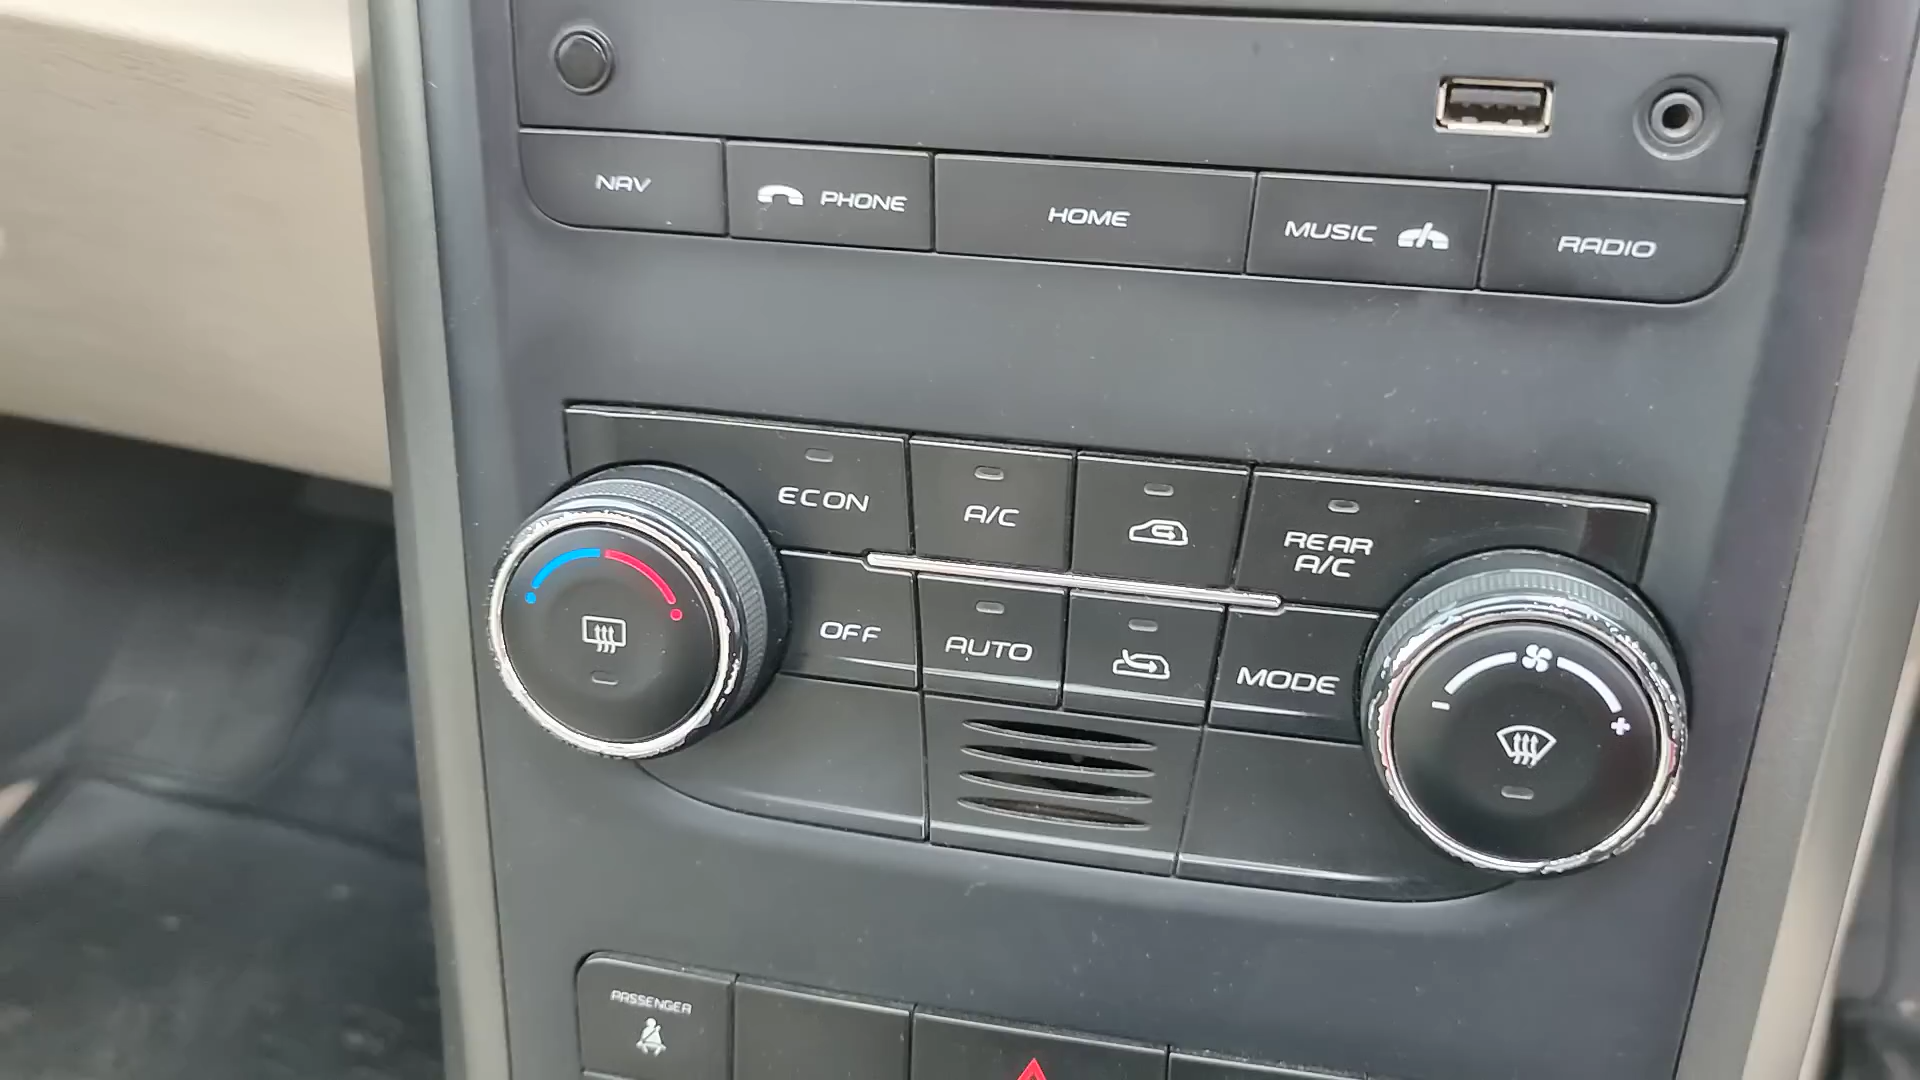 NAV
PHONE
HOME
MUSIC
RADIO
ECON
A/C
REAR
A/C
OFF
AUTO
MODE
-
+
PASSENGER